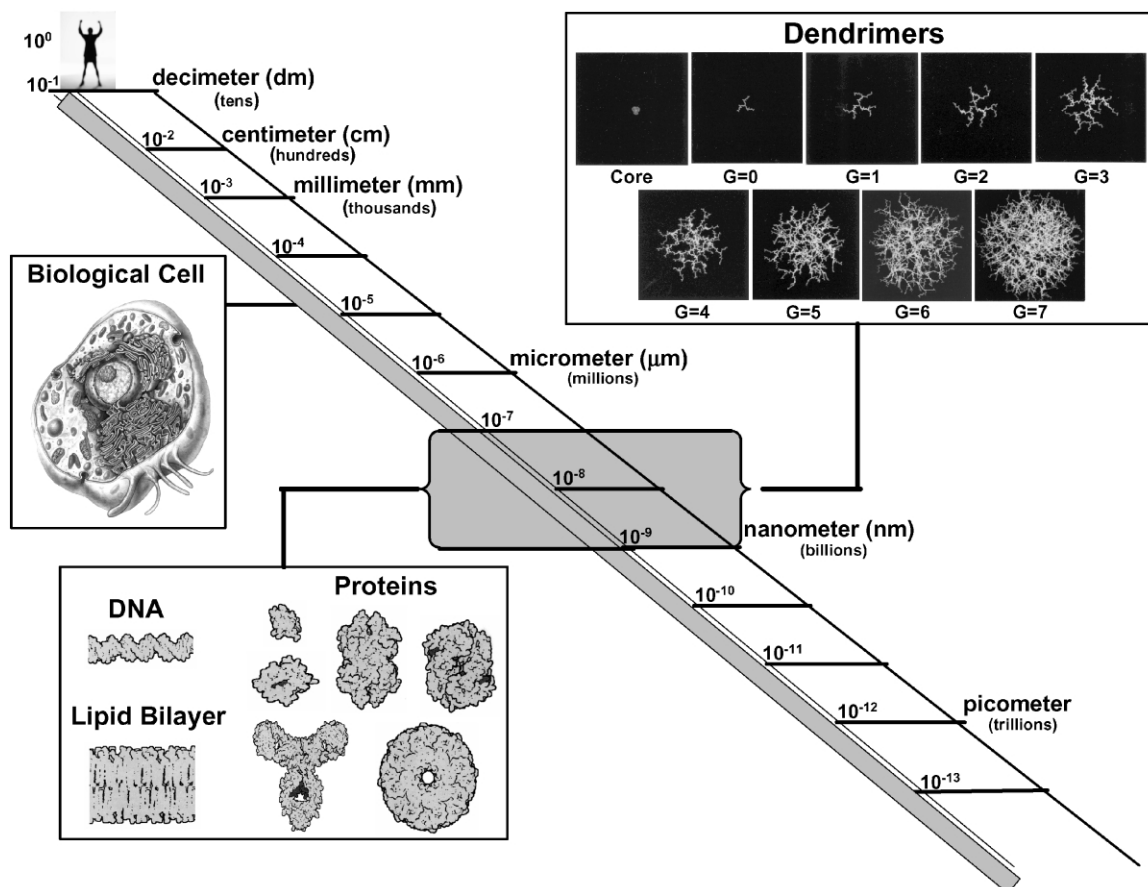 10⁰
10⁻¹
decimeter (dm)
(tens)
10⁻²
centimeter (cm)
(hundreds)
10⁻³
millimeter (mm)
(thousands)
10⁻⁴
10⁻⁵
10⁻⁶
micrometer (μm)
(millions)
10⁻⁷
10⁻⁸
10⁻⁹
nanometer (nm)
(billions)
10⁻¹⁰
10⁻¹¹
10⁻¹²
picometer
(trillions)
10⁻¹³
Dendrimers
Core G=0 G=1 G=2 G=3
G=4 G=5 G=6 G=7
Biological Cell
Proteins
DNA
Lipid Bilayer